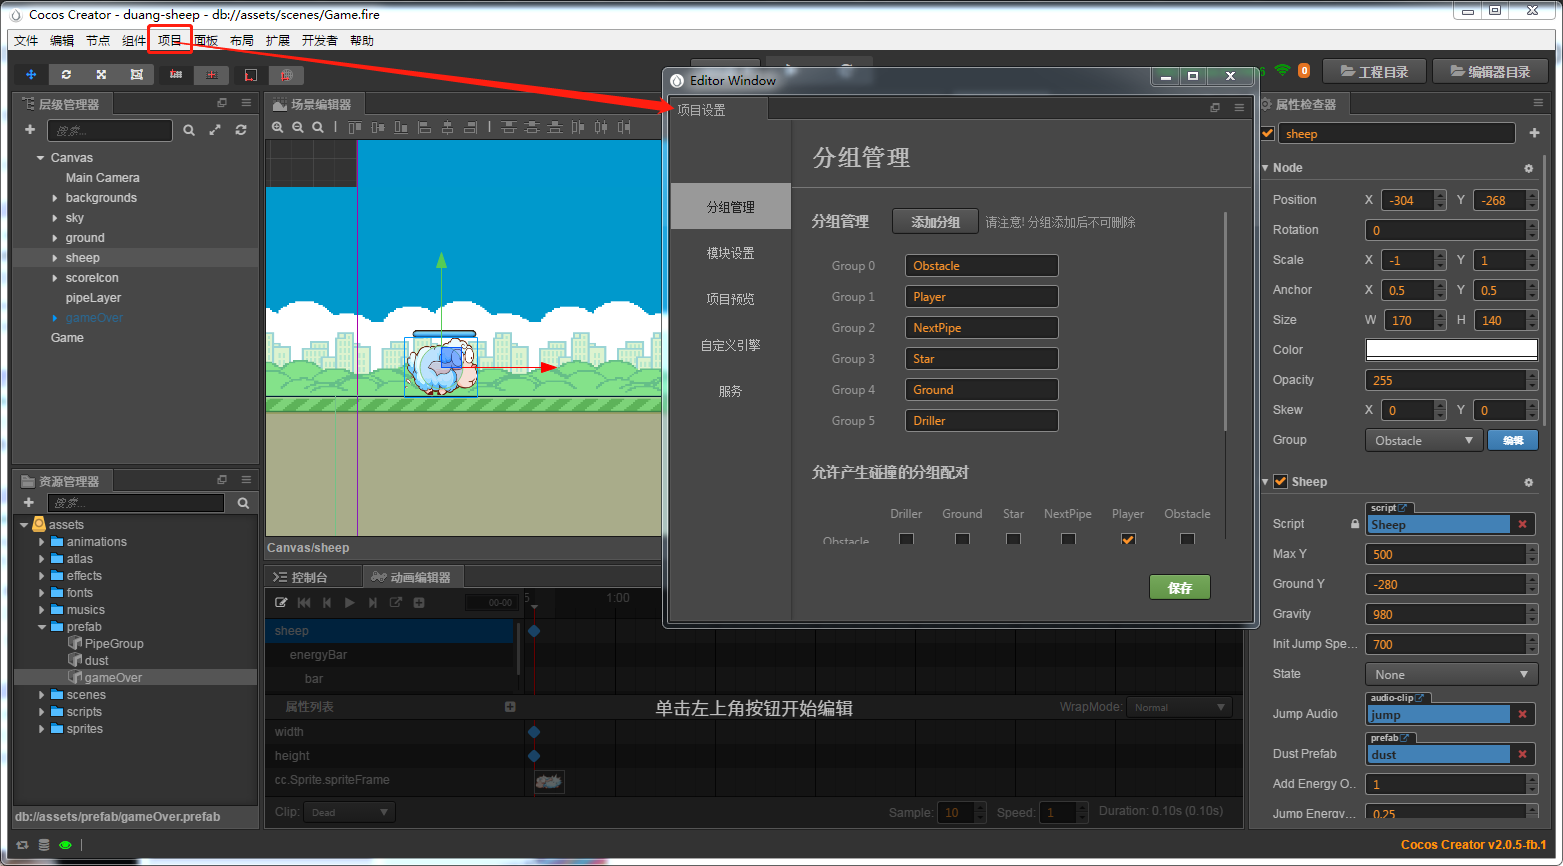 Cocos Creator - duang-sheep - db://assets/scenes/Game.fire
文件 编辑 节点 组件 项目 面板 布局 扩展 开发者 帮助
0
工程目录
编辑器目录
层级管理器
搜索...
Canvas
Main Camera
backgrounds
sky
ground
sheep
scoreIcon
pipeLayer
gameOver
Game
场景编辑器
Canvas/sheep
资源管理器
搜索...
assets
animations
atlas
effects
fonts
musics
prefab
PipeGroup
dust
gameOver
scenes
scripts
sprites
db://assets/prefab/gameOver.prefab
控制台
动画编辑器
00-00
5
1:00
sheep
energyBar
bar
属性列表
单击左上角按钮开始编辑
WrapMode: Normal
width
height
cc.Sprite.spriteFrame
Clip: Dead
Sample: 10 Speed: 1 Duration: 0.10s (0.10s)
Editor Window
项目设置
分组管理
分组管理
模块设置
项目预览
自定义引擎
服务
分组管理 添加分组 请注意! 分组添加后不可删除
Group 0 Obstacle
Group 1 Player
Group 2 NextPipe
Group 3 Star
Group 4 Ground
Group 5 Driller
允许产生碰撞的分组配对
Driller Ground Star NextPipe Player Obstacle
Obstacle
保存
属性检查器
sheep
Node
Position X -304 Y -268
Rotation 0
Scale X -1 Y 1
Anchor X 0.5 Y 0.5
Size W 170 H 140
Color
Opacity 255
Skew X 0 Y 0
Group Obstacle 编辑
Sheep
script
Script Sheep
Max Y 500
Ground Y -280
Gravity 980
Init Jump Spe... 700
State None
audio-clip
Jump Audio jump
prefab
Dust Prefab dust
Add Energy O.. 1
Jump Energy... 0.25
Cocos Creator v2.0.5-fb.1